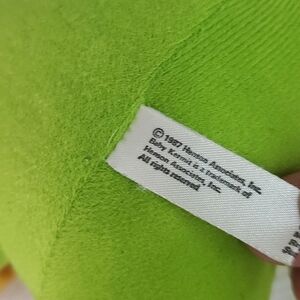 © 1987 Henson Associates, Inc.
Baby Kermit is a trademark of
Henson Associates, Inc.
All rights reserved.